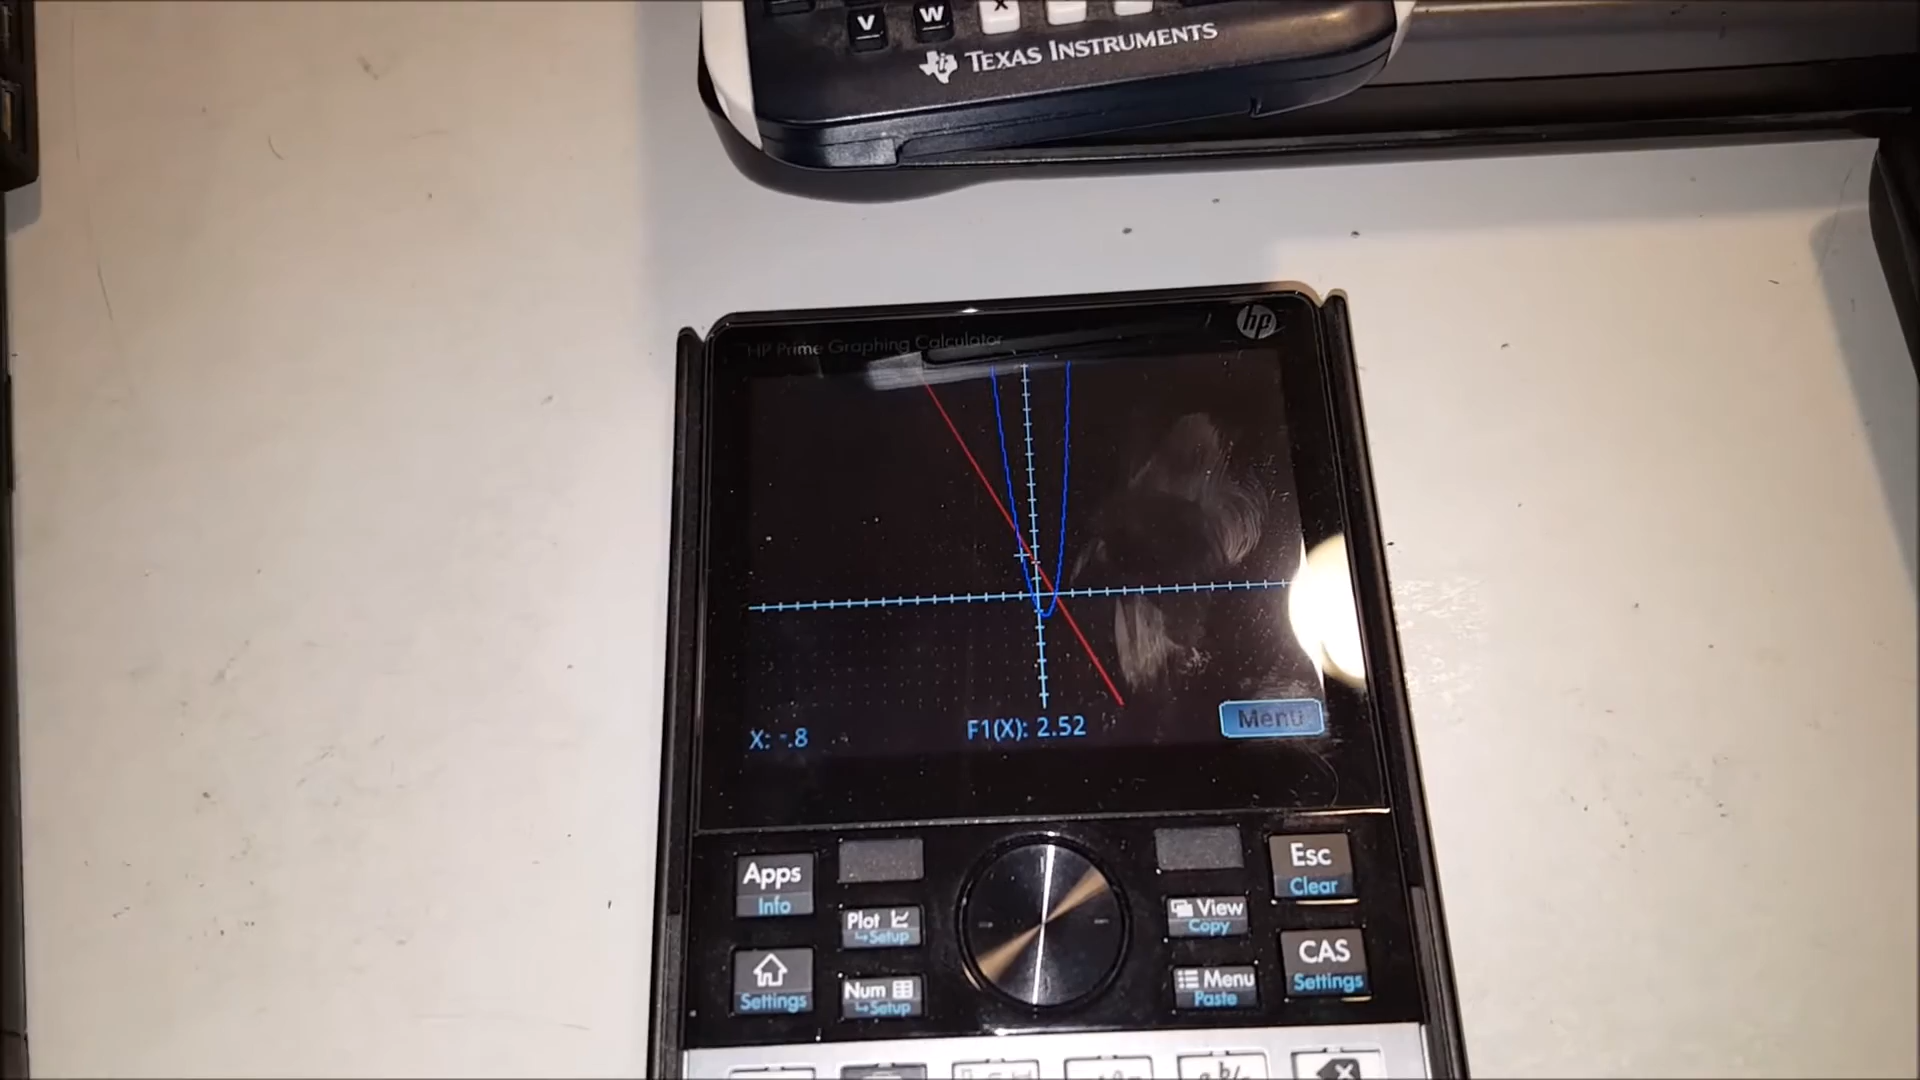 V W X
TEXAS INSTRUMENTS
hp
HP Prime Graphing Calculator
X: -.8 F1(X): 2.52 Menu
Apps
Info
Plot
Setup
View
Copy
Esc
Clear
Settings
Num
Setup
Menu
Paste
CAS
Settings